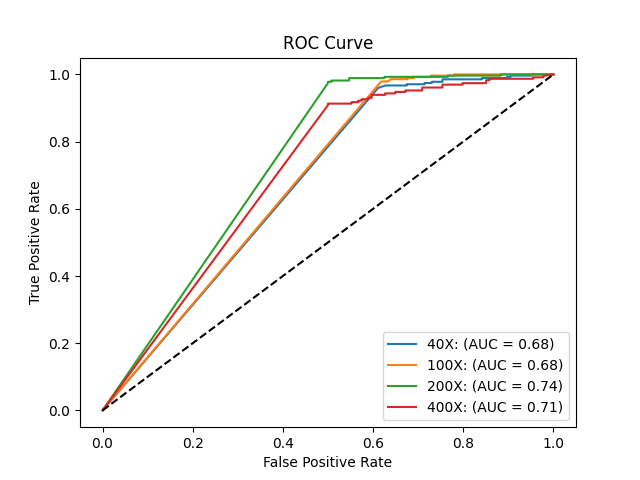 ROC Curve
True Positive Rate
1.0
0.8
0.6
0.4
0.2
0.0
0.0 0.2 0.4 0.6 0.8 1.0
False Positive Rate
40X: (AUC = 0.68)
100X: (AUC = 0.68)
200X: (AUC = 0.74)
400X: (AUC = 0.71)